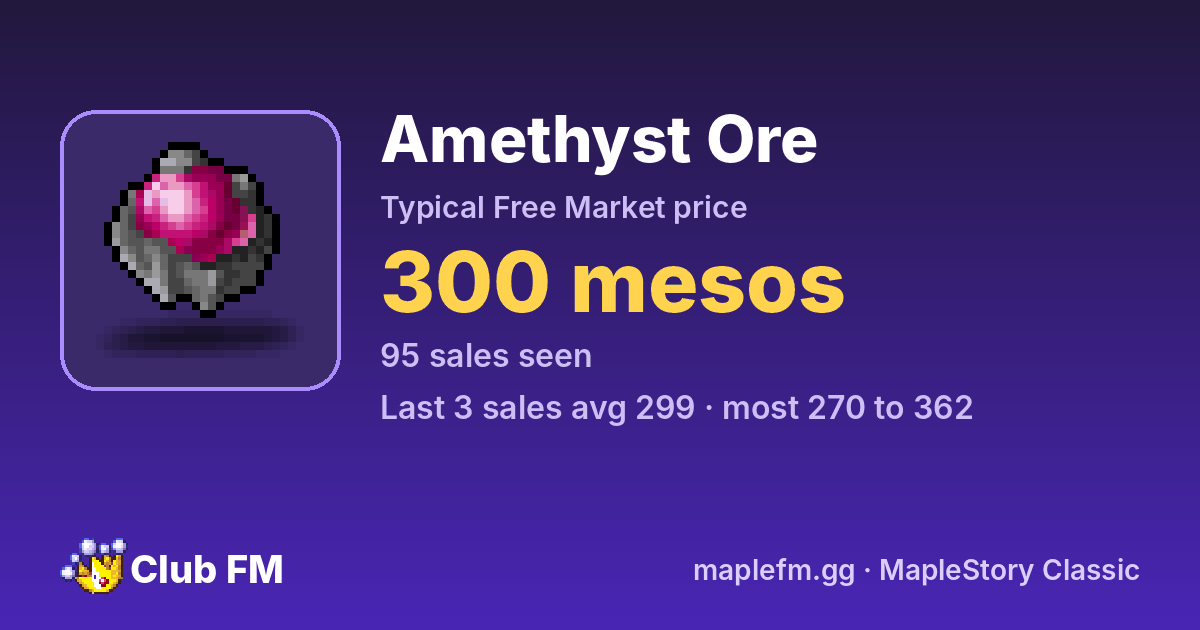 Amethyst Ore
Typical Free Market price
300 mesos
95 sales seen
Last 3 sales avg 299 · most 270 to 362
Club FM
maplefm.gg · MapleStory Classic